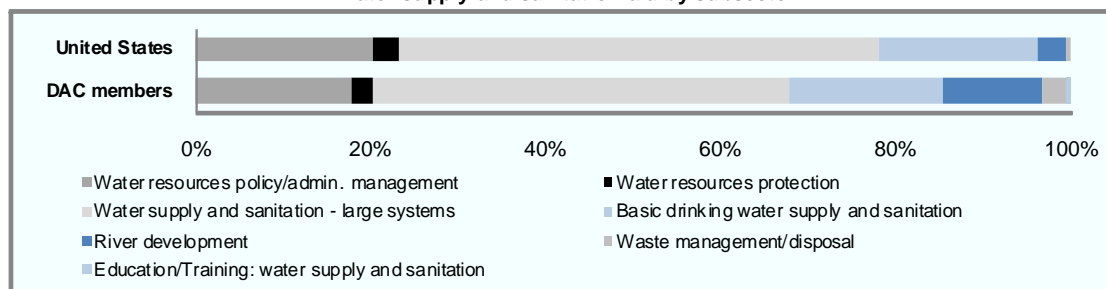 United States
DAC members
0% 20% 40% 60% 80% 100%
Water resources policy/admin. management Water resources protection
Water supply and sanitation - large systems Basic drinking water supply and sanitation
River development Waste management/disposal
Education/Training: water supply and sanitation